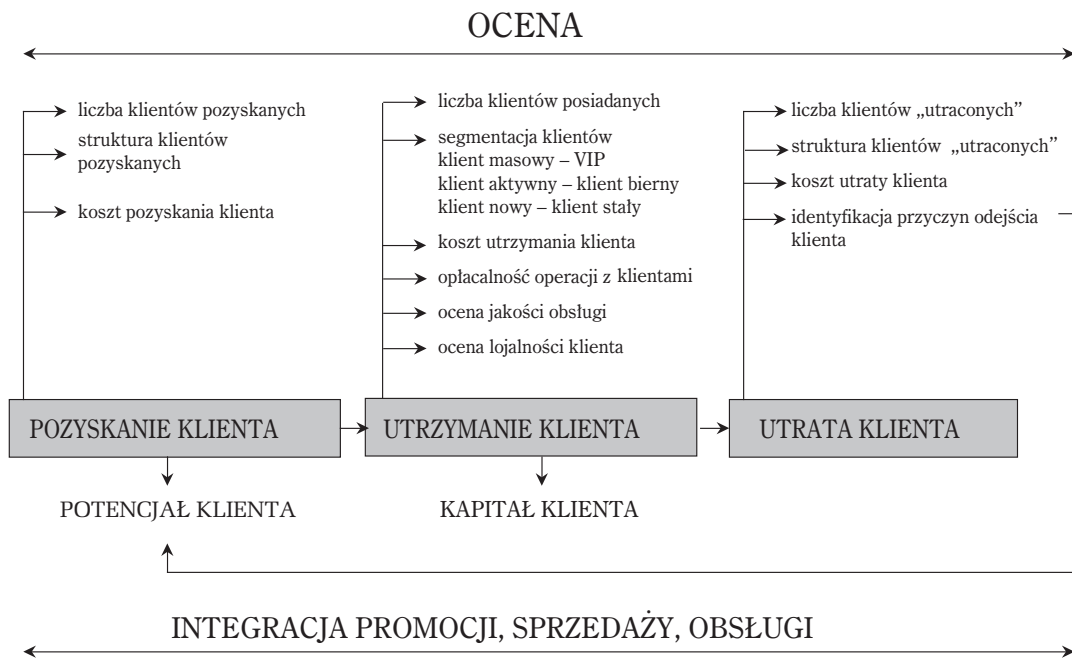 OCENA
liczba klientów pozyskanych
struktura klientów
pozyskanych
koszt pozyskania klienta
liczba klientów posiadanych
segmentacja klientów
klient masowy – VIP
klient aktywny – klient bierny
klient nowy – klient stały
koszt utrzymania klienta
opłacalność operacji z klientami
ocena jakości obsługi
ocena lojalności klienta
liczba klientów „utraconych”
struktura klientów „utraconych”
koszt utraty klienta
identyfikacja przyczyn odejścia
klienta
POZYSKANIE KLIENTA
UTRZYMANIE KLIENTA
UTRATA KLIENTA
POTENCJAŁ KLIENTA
KAPITAŁ KLIENTA
INTEGRACJA PROMOCJI, SPRZEDAŻY, OBSŁUGI